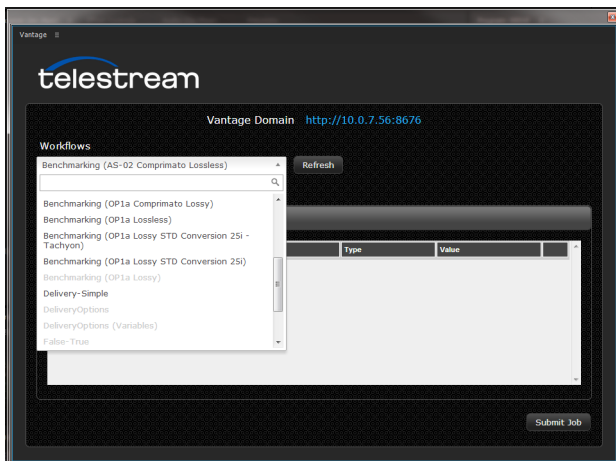 Vantage
telestream
Vantage Domain http://10.0.7.56:8676
Workflows
Benchmarking (AS-02 Comprimato Lossless)
Refresh
Benchmarking (OP1a Comprimato Lossy)
Benchmarking (OP1a Lossless)
Benchmarking (OP1a Lossy STD Conversion 25i -
Tachyon)
Type Value
Benchmarking (OP1a Lossy STD Conversion 25i)
Benchmarking (OP1a Lossy)
Delivery-Simple
DeliveryOptions
DeliveryOptions (Variables)
False-True
Submit Job